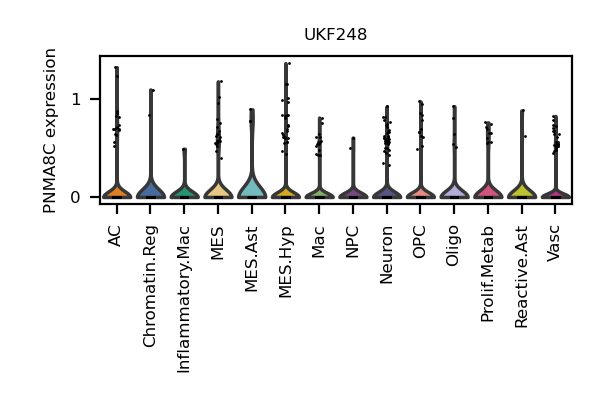 UKF248
PNMA8C expression
1
0
AC
Chromatin.Reg
Inflammatory.Mac
MES
MES.Ast
MES.Hyp
Mac
NPC
Neuron
OPC
Oligo
Prolif.Metab
Reactive.Ast
Vasc